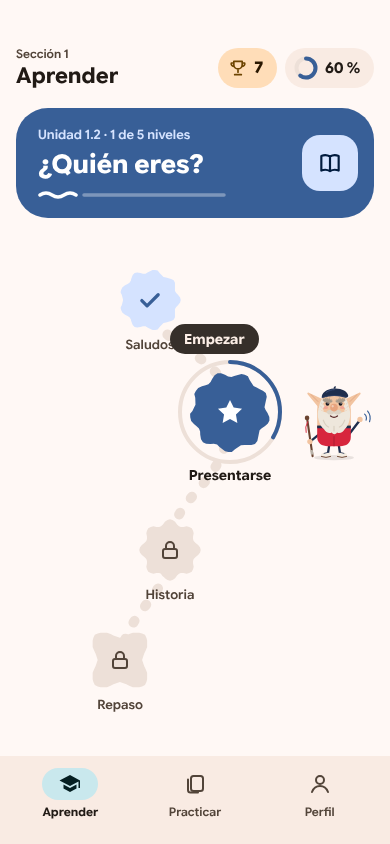 Sección 1
Aprender
7
60 %
Unidad 1.2 · 1 de 5 niveles
¿Quién eres?
Saludos
Empezar
Presentarse
Historia
Repaso
Aprender
Practicar
Perfil